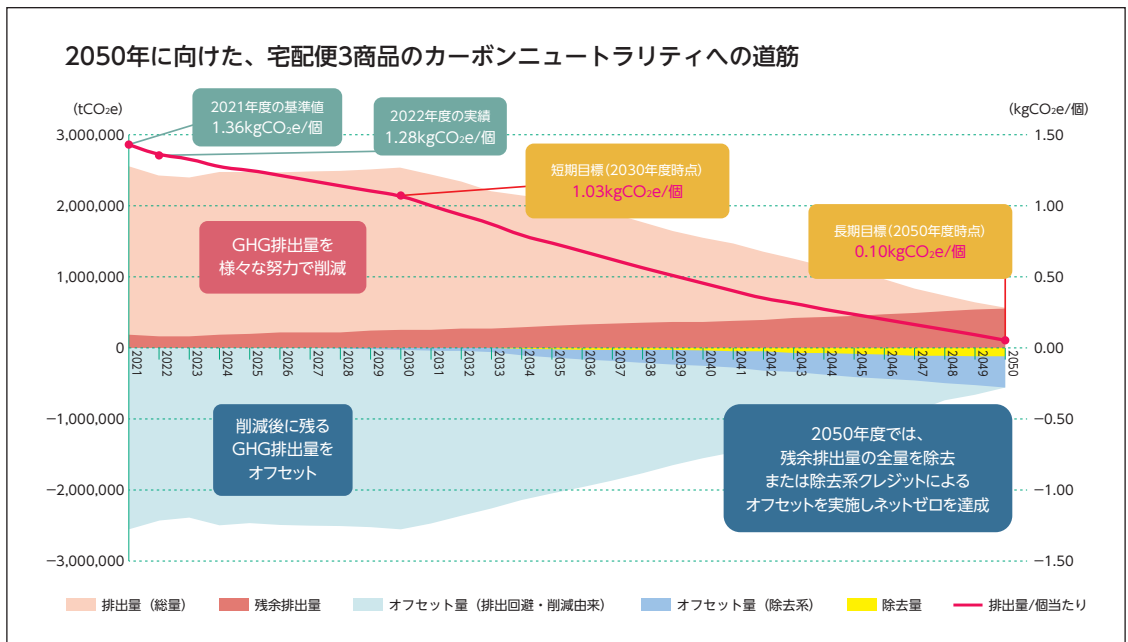 2050年に向けた、宅配便3商品のカーボンニュートラリティへの道筋
(tCO₂e)
(kgCO₂e/個)
2021年度の基準値
1.36kgCO₂e/個
2022年度の実績
1.28kgCO₂e/個
3,000,000
1.50
短期目標(2030年度時点)
1.03kgCO₂e/個
2,000,000
1.00
GHG排出量を
様々な努力で削減
長期目標(2050年度時点)
0.10kgCO₂e/個
1,000,000
0.50
0
0.00
2021
2022
2023
2024
2025
2026
2027
2028
2029
2030
2031
2032
2033
2034
2035
2036
2037
2038
2039
2040
2041
2042
2043
2044
2045
2046
2047
2048
2049
2050
−1,000,000
−0.50
削減後に残る
GHG排出量を
オフセット
2050年度では、
残余排出量の全量を除去
または除去系クレジットによる
オフセットを実施しネットゼロを達成
−2,000,000
−1.00
−3,000,000
−1.50
排出量（総量） 残余排出量 オフセット量（排出回避・削減由来） オフセット量（除去系） 除去量 排出量/個当たり